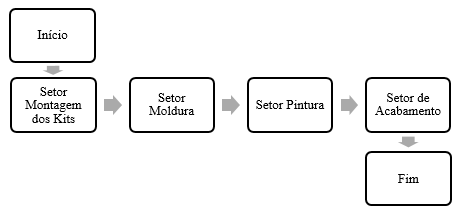 Início
Setor
Montagem
dos Kits
Setor
Moldura
Setor Pintura
Setor de
Acabamento
Fim